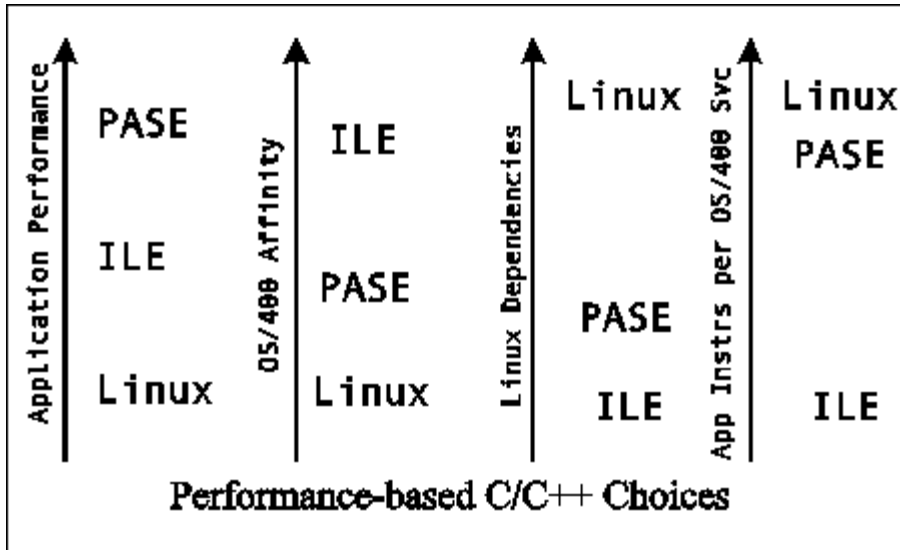 Application Performance
PASE
ILE
Linux
OS/400 Affinity
ILE
PASE
Linux
Linux Dependencies
Linux
PASE
ILE
App Instrs per OS/400 Svc
Linux
PASE
ILE
Performance-based C/C++ Choices